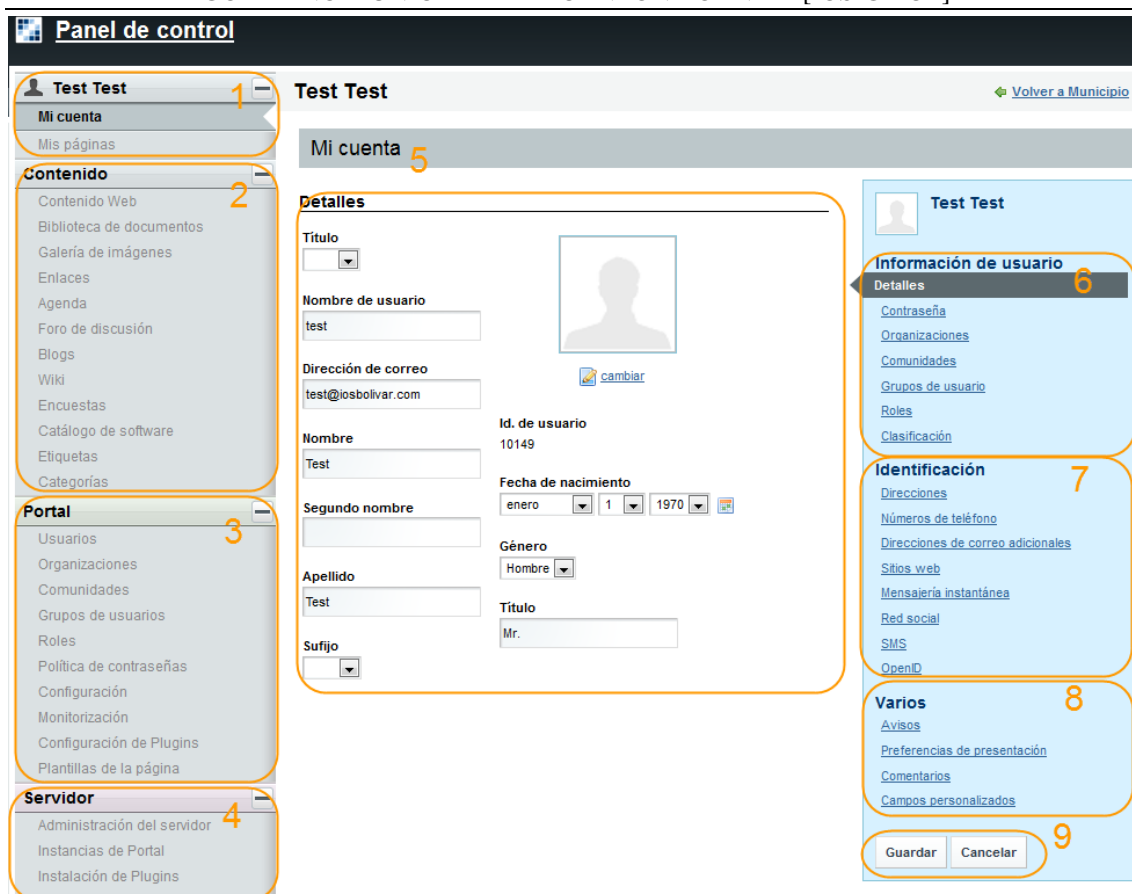 Panel de control
Test Test
1
Mi cuenta
Mis páginas
Contenido
2
Contenido Web
Biblioteca de documentos
Galería de imágenes
Enlaces
Agenda
Foro de discusión
Blogs
Wiki
Encuestas
Catálogo de software
Etiquetas
Categorías
Portal
3
Usuarios
Organizaciones
Comunidades
Grupos de usuarios
Roles
Política de contraseñas
Configuración
Monitorización
Configuración de Plugins
Plantillas de la página
Servidor
4
Administración del servidor
Instancias de Portal
Instalación de Plugins
Test Test
Volver a Municipio
Mi cuenta
5
Detalles
Título
Nombre de usuario
test
Dirección de correo
test@iosbolivar.com
Nombre
Test
Segundo nombre
Apellido
Test
Sufijo
cambiar
Id. de usuario
10149
Fecha de nacimiento
enero 1 1970
Género
Hombre
Título
Mr.
Test Test
Información de usuario
6
Detalles
Contraseña
Organizaciones
Comunidades
Grupos de usuario
Roles
Clasificación
Identificación
7
Direcciones
Números de teléfono
Direcciones de correo adicionales
Sitios web
Mensajería instantánea
Red social
SMS
OpenID
Varios
8
Avisos
Preferencias de presentación
Comentarios
Campos personalizados
Guardar Cancelar
9